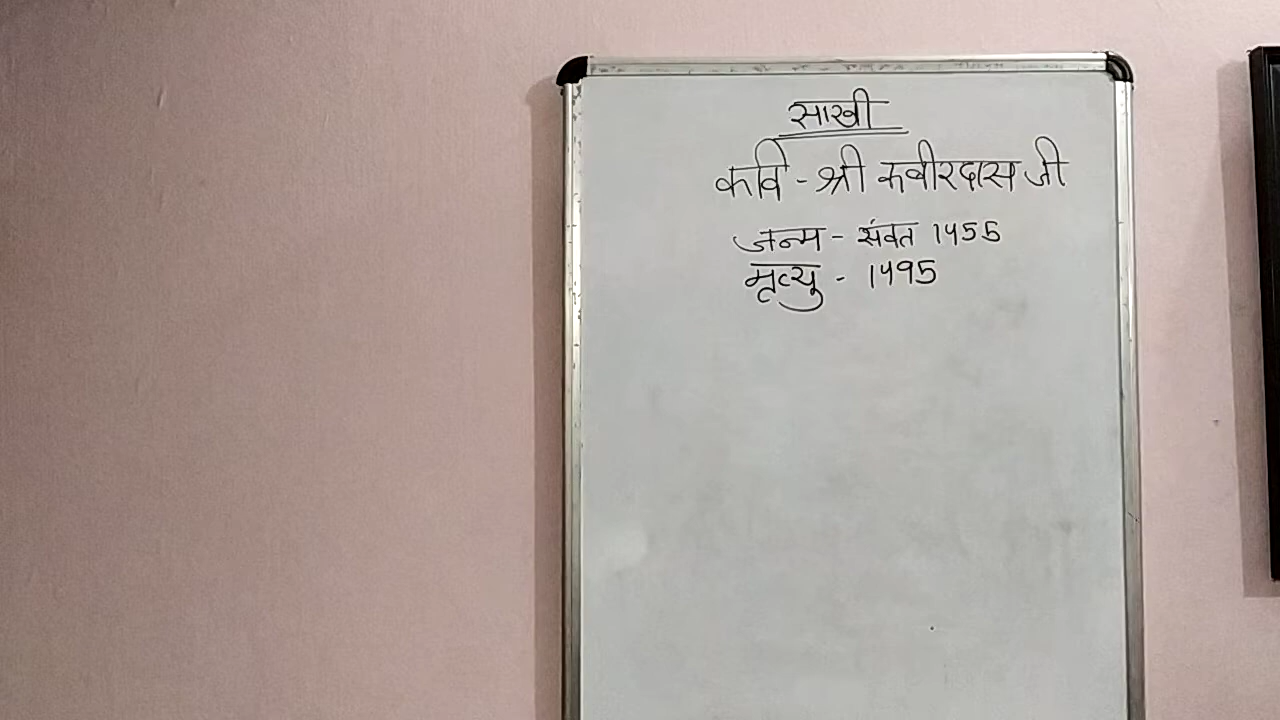 साखी
कवि - श्री कबीरदास जी
जन्म - संवत 1455
मृत्यु - 1495